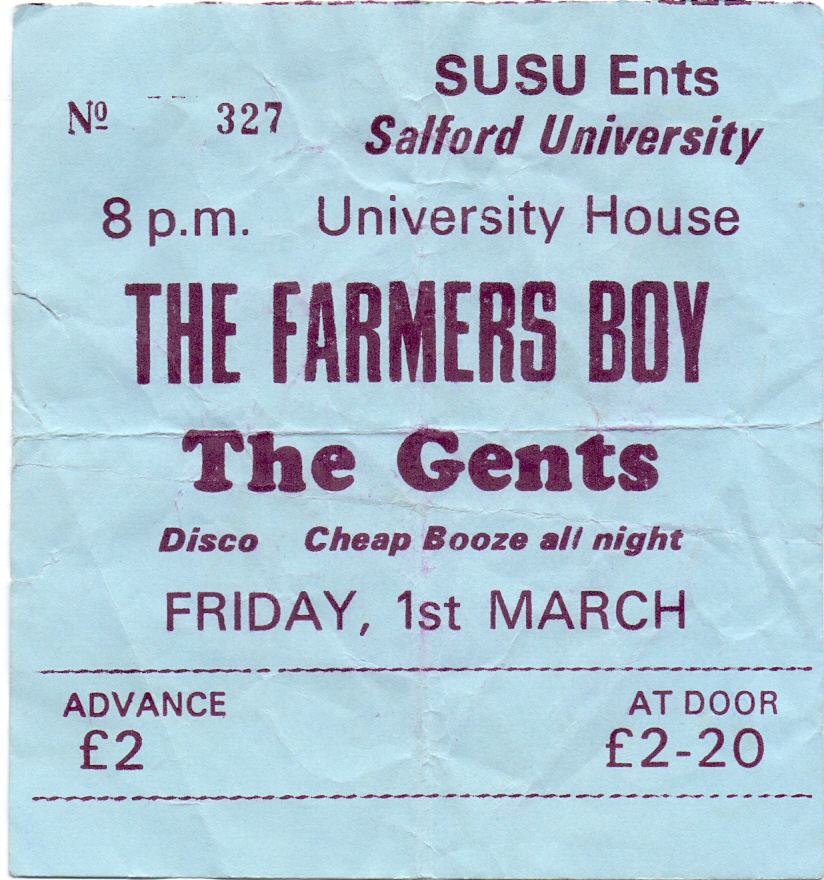 SUSU Ents
Nº 327
Salford University
8 p.m. University House
THE FARMERS BOY
The Gents
Disco Cheap Booze all night
FRIDAY, 1st MARCH
ADVANCE AT DOOR
£2 £2-20